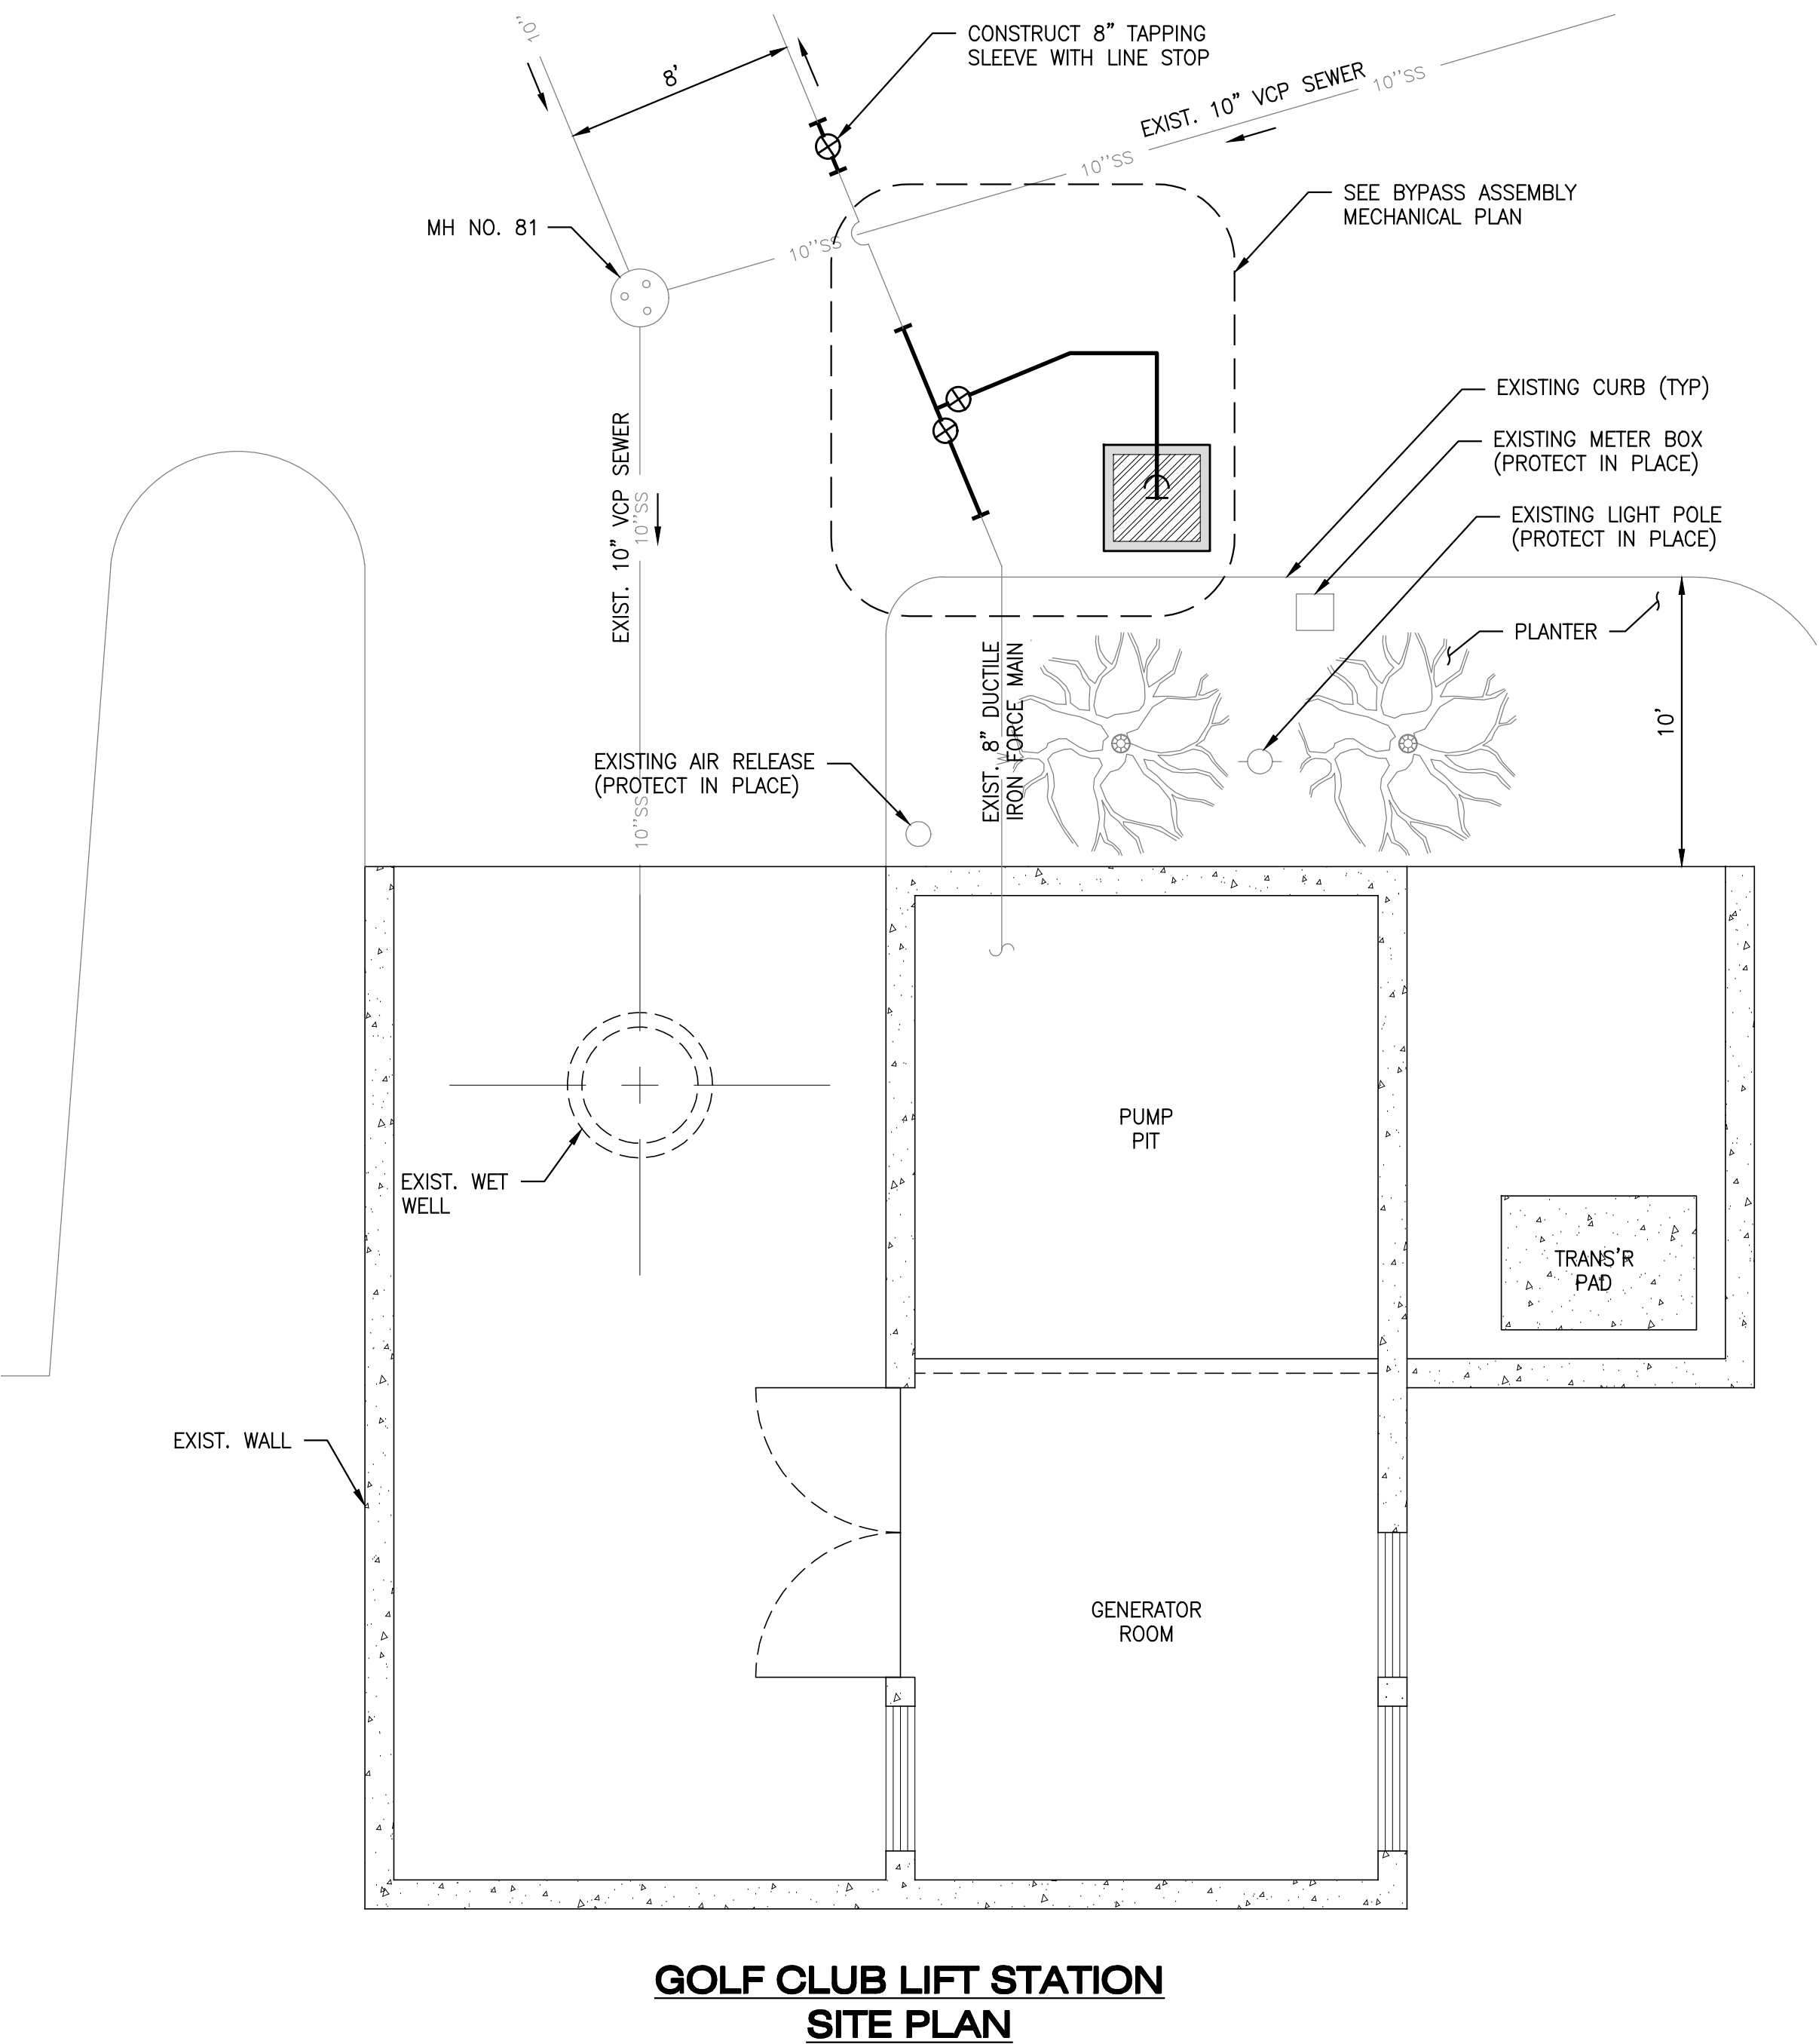 10"
8'
CONSTRUCT 8" TAPPING
SLEEVE WITH LINE STOP
EXIST. 10" VCP SEWER
10"SS
10"SS
SEE BYPASS ASSEMBLY
MECHANICAL PLAN
MH NO. 81
10"SS
EXISTING CURB (TYP)
EXISTING METER BOX
(PROTECT IN PLACE)
EXISTING LIGHT POLE
(PROTECT IN PLACE)
EXIST. 10" VCP SEWER
10"SS
PLANTER
EXIST. 8" DUCTILE
IRON FORCE MAIN
10'
EXISTING AIR RELEASE
(PROTECT IN PLACE)
10"SS
PUMP
PIT
EXIST. WET
WELL
TRANS'R
PAD
EXIST. WALL
GENERATOR
ROOM
GOLF CLUB LIFT STATION
SITE PLAN